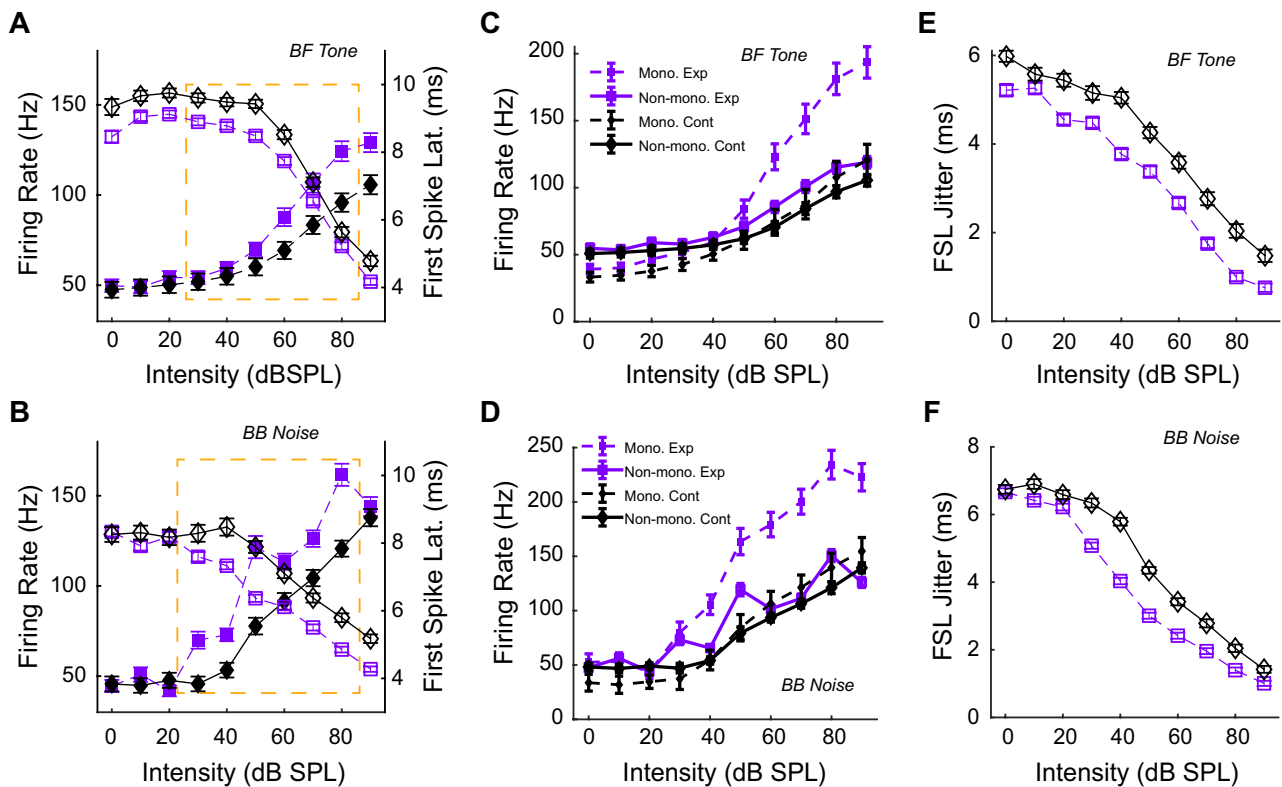 A
BF Tone
Firing Rate (Hz)
150
100
50
10
8
6
4
First Spike Lat. (ms)
0 20 40 60 80
Intensity (dBSPL)
C
BF Tone
Firing Rate (Hz)
200
150
100
50
0
Mono. Exp
Non-mono. Exp
Mono. Cont
Non-mono. Cont
0 20 40 60 80
Intensity (dB SPL)
E
BF Tone
FSL Jitter (ms)
6
4
2
0
0 20 40 60 80
Intensity (dB SPL)
B
BB Noise
Firing Rate (Hz)
150
100
50
10
8
6
4
First Spike Lat. (ms)
0 20 40 60 80
Intensity (dB SPL)
D
Firing Rate (Hz)
250
200
150
100
50
0
Mono. Exp
Non-mono. Exp
Mono. Cont
Non-mono. Cont
BB Noise
0 20 40 60 80
Intensity (dB SPL)
F
BB Noise
FSL Jitter (ms)
8
6
4
2
0
0 20 40 60 80
Intensity (dB SPL)